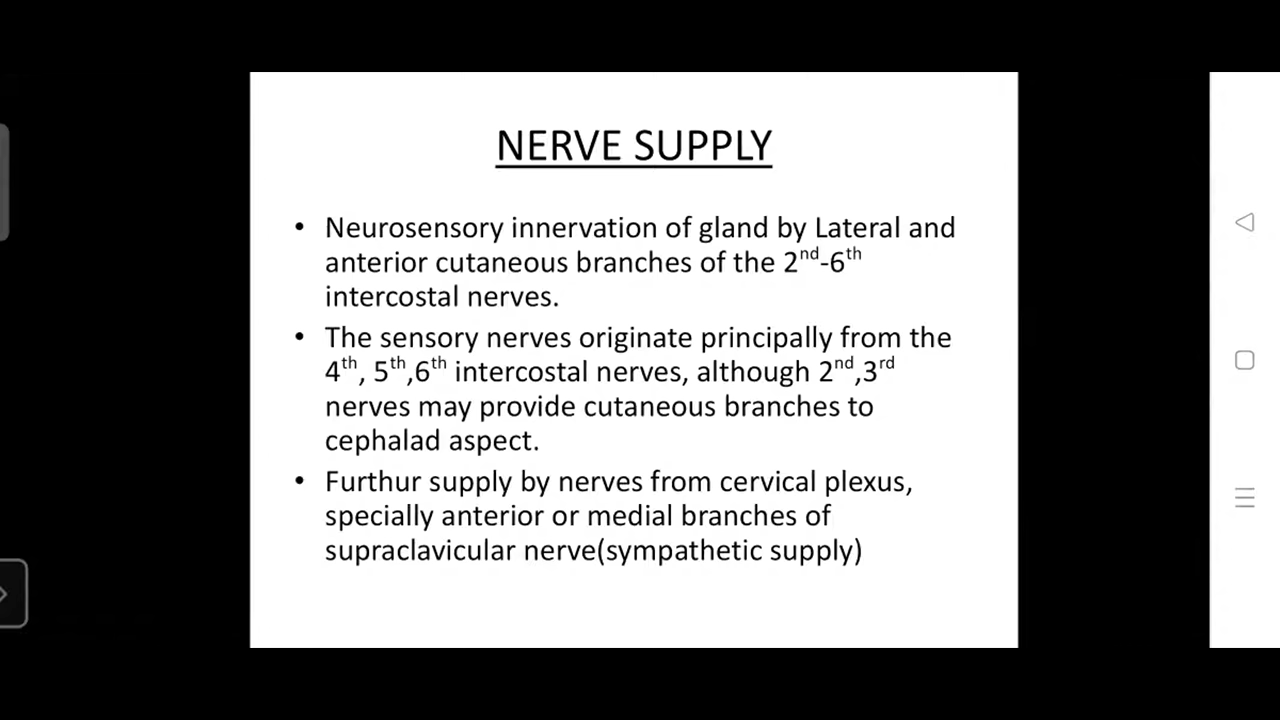 NERVE SUPPLY
• Neurosensory innervation of gland by Lateral and
anterior cutaneous branches of the 2nd-6th
intercostal nerves.
• The sensory nerves originate principally from the
4th, 5th,6th intercostal nerves, although 2nd,3rd
nerves may provide cutaneous branches to
cephalad aspect.
• Furthur supply by nerves from cervical plexus,
specially anterior or medial branches of
supraclavicular nerve(sympathetic supply)